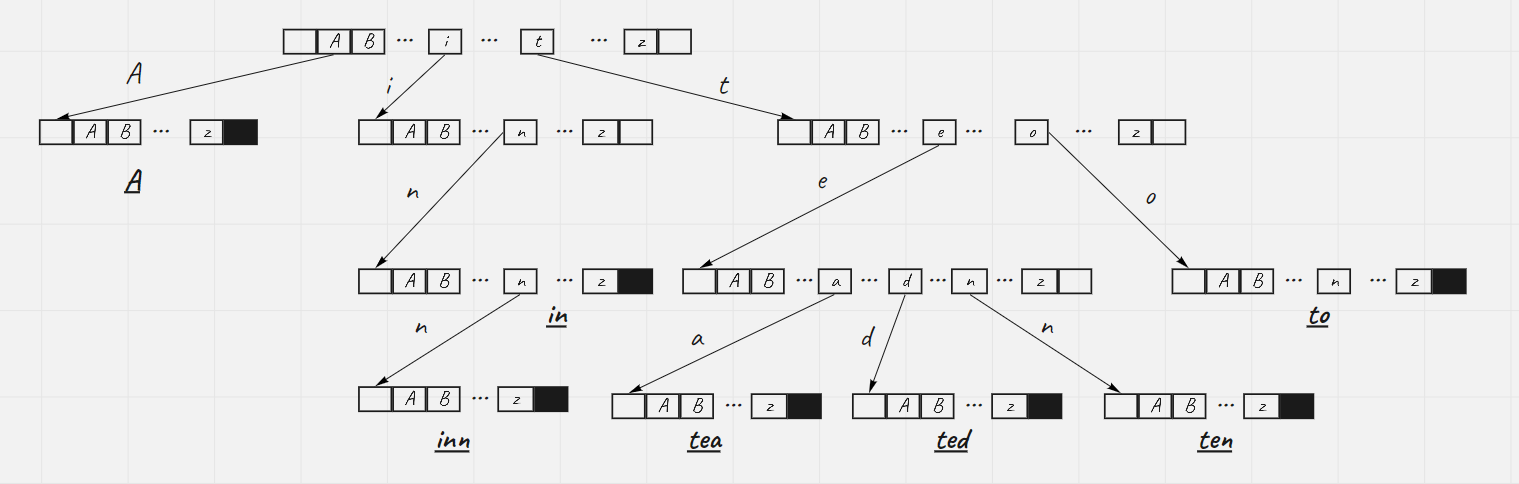 A B ... i ... t ... z
A
i
t
A B ... z
A B ... n ... z
A B ... e ... o ... z
A
n
e
o
A B ... n ... z
A B ... a ... d ... n ... z
A B ... n ... z
in
to
n
a
d
n
A B ... z
A B ... z
A B ... z
A B ... z
inn
tea
ted
ten